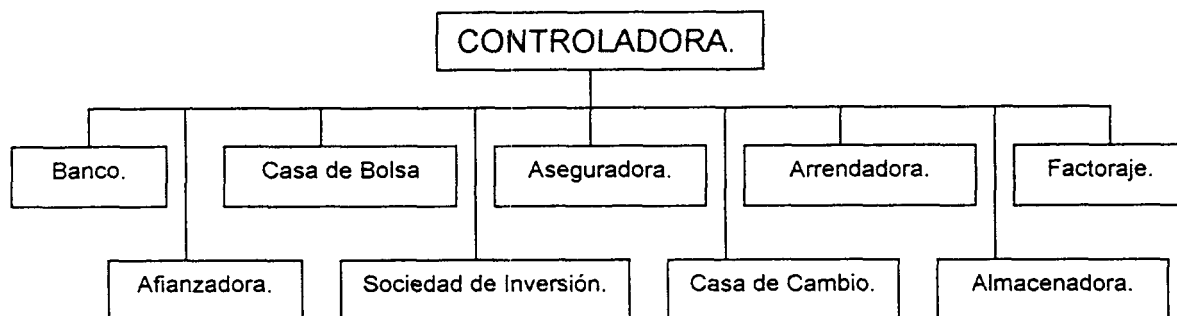 CONTROLADORA.
Banco.
Casa de Bolsa
Aseguradora.
Arrendadora.
Factoraje.
Afianzadora.
Sociedad de Inversión.
Casa de Cambio.
Almacenadora.